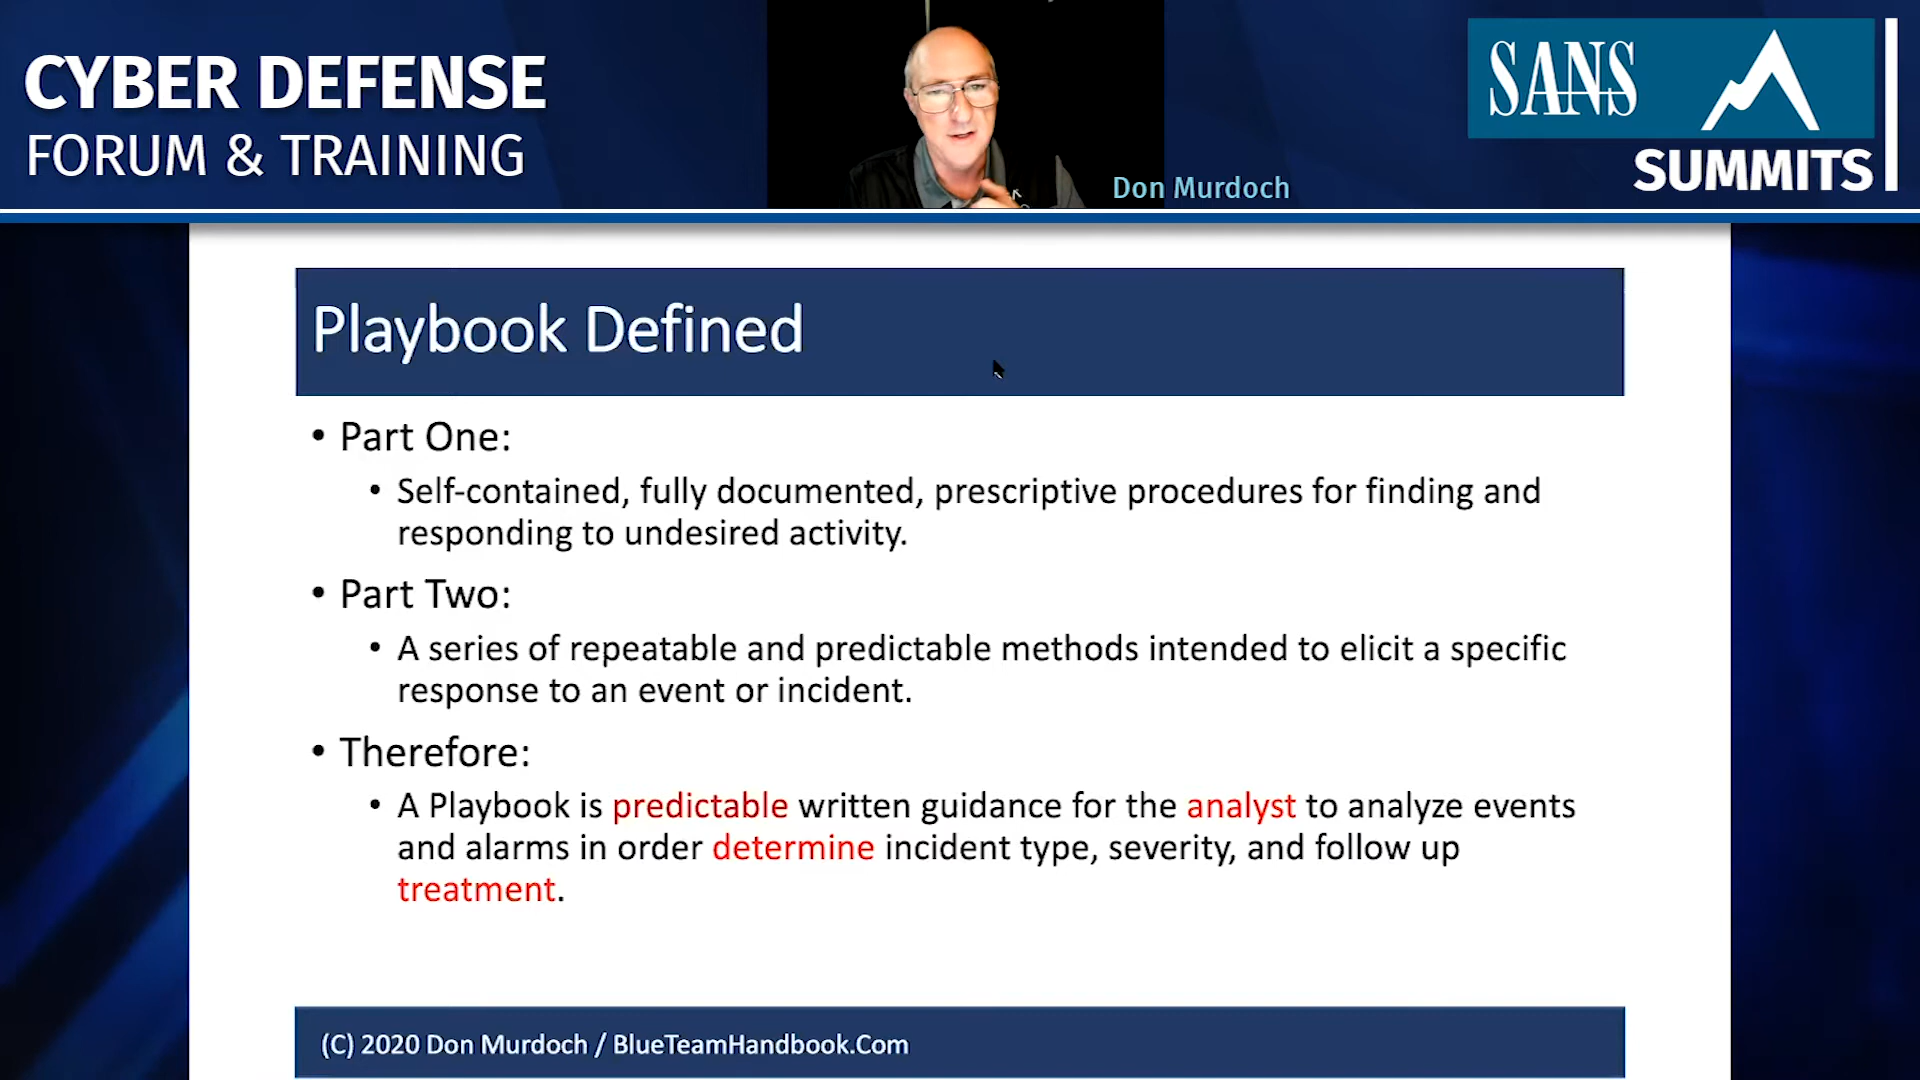 CYBER DEFENSE
FORUM & TRAINING
Don Murdoch
SANS
SUMMITS
Playbook Defined
• Part One:
• Self-contained, fully documented, prescriptive procedures for finding and
responding to undesired activity.
• Part Two:
• A series of repeatable and predictable methods intended to elicit a specific
response to an event or incident.
• Therefore:
• A Playbook is predictable written guidance for the analyst to analyze events
and alarms in order determine incident type, severity, and follow up
treatment.
(C) 2020 Don Murdoch / BlueTeamHandbook.Com